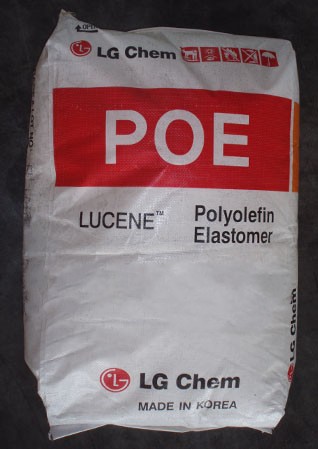 LG Chem
POE
LUCENE™ Polyolefin
Elastomer
LG Chem
MADE IN KOREA
LG Chem